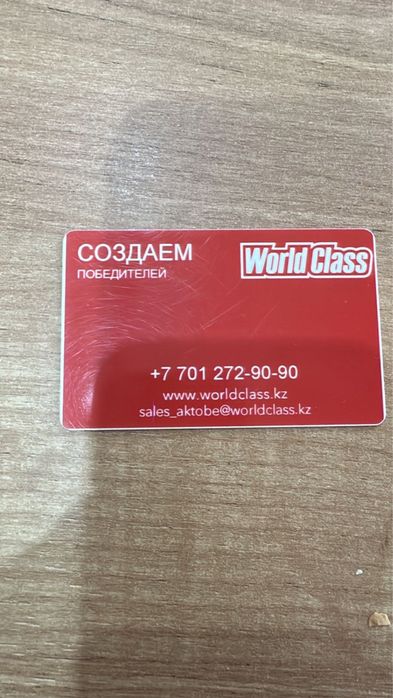 СОЗДАЕМ
ПОБЕДИТЕЛЕЙ
World Class
+7 701 272-90-90
www.worldclass.kz
sales_aktobe@worldclass.kz